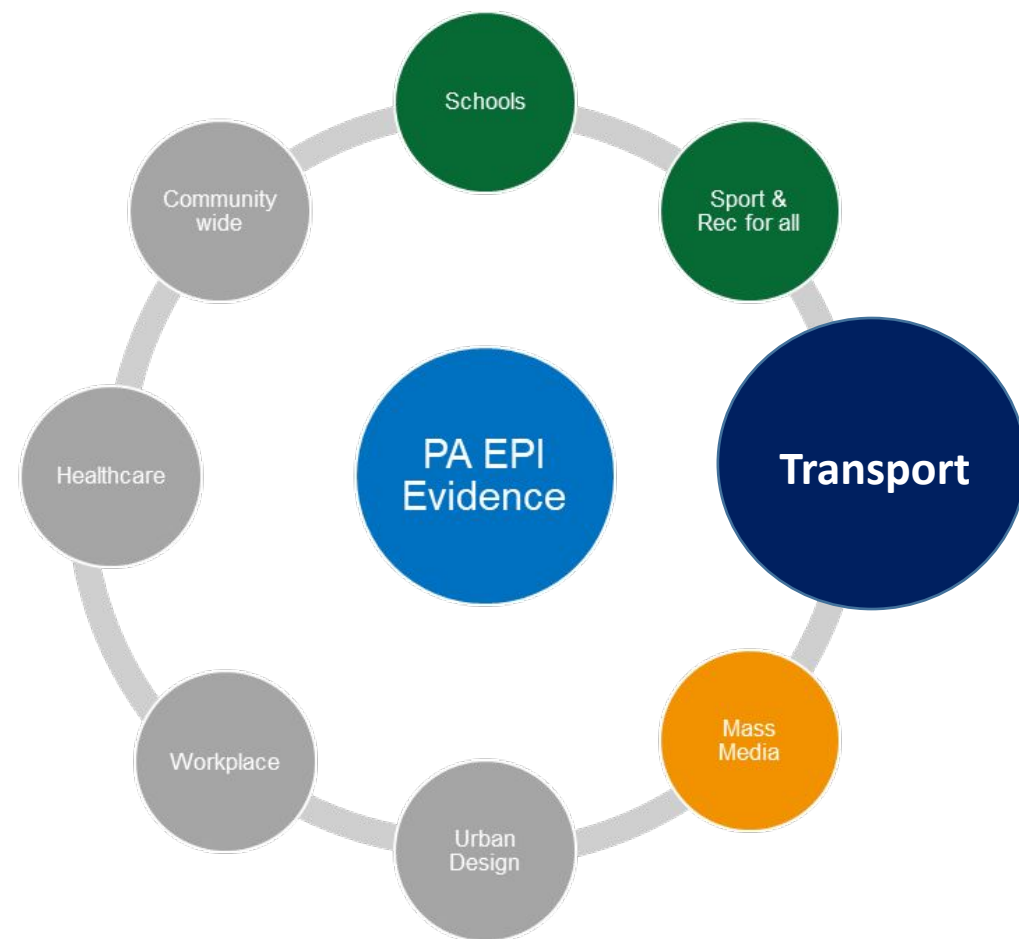 Schools
Sport &
Rec for all
Transport
Mass
Media
Urban
Design
Workplace
Healthcare
Community
wide
PA EPI
Evidence